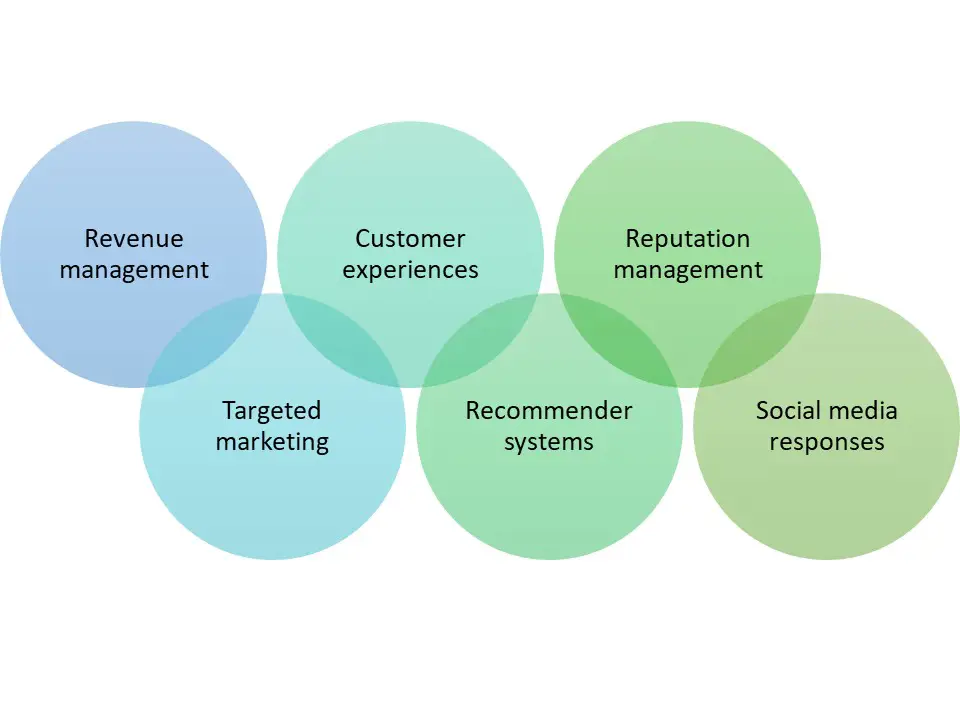 Revenue
management
Customer
experiences
Reputation
management
Targeted
marketing
Recommender
systems
Social media
responses